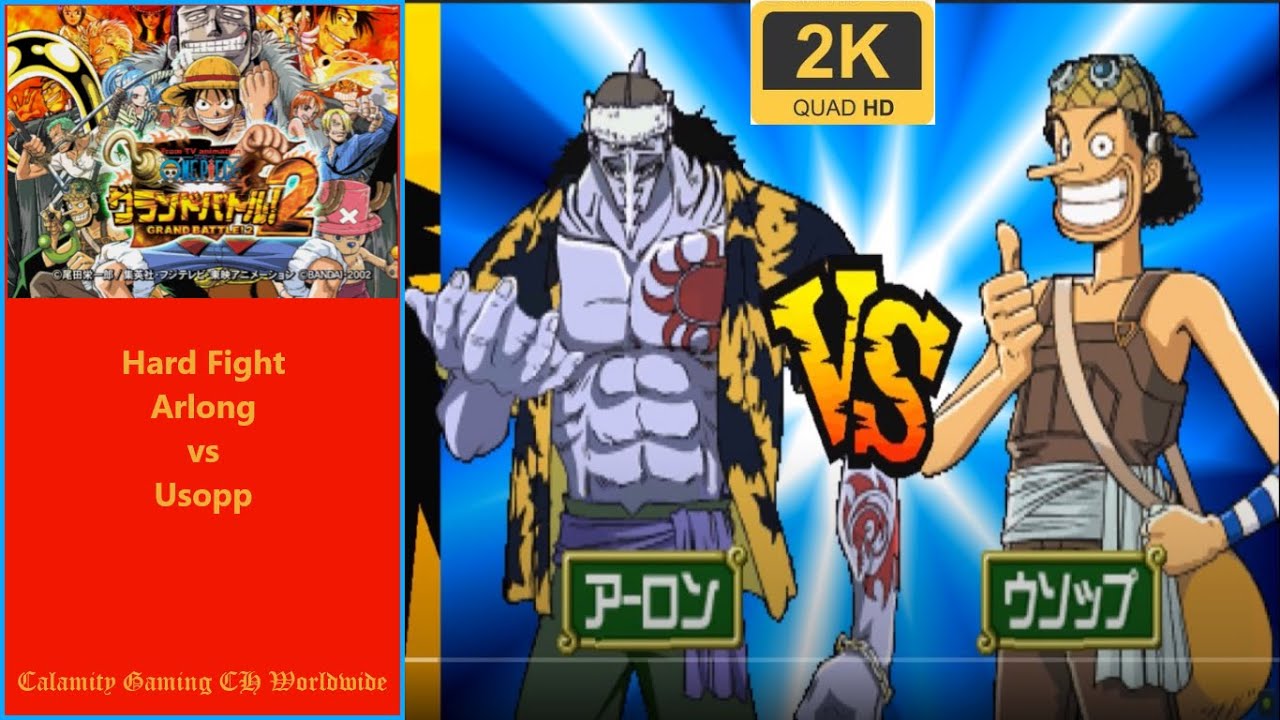 From TV animation
ONE PIECE
グランドバトル!2
GRAND BATTLE! 2
©尾田栄一郎/集英社・フジテレビ・東映アニメーション ©BANDAI 2002
Hard Fight
Arlong
vs
Usopp
Calamity Gaming CH Worldwide
2K
QUAD HD
VS
アーロン
ウソップ